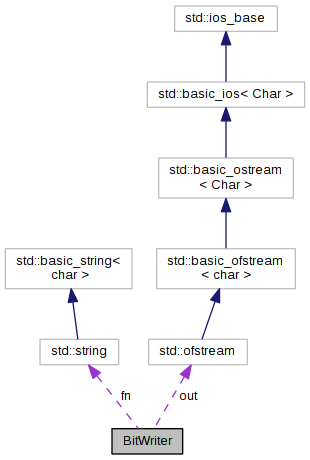 std::ios_base
std::basic_ios< Char >
std::basic_ostream
< Char >
std::basic_string<
char >
std::basic_ofstream
< char >
std::string
std::ofstream
fn
out
BitWriter